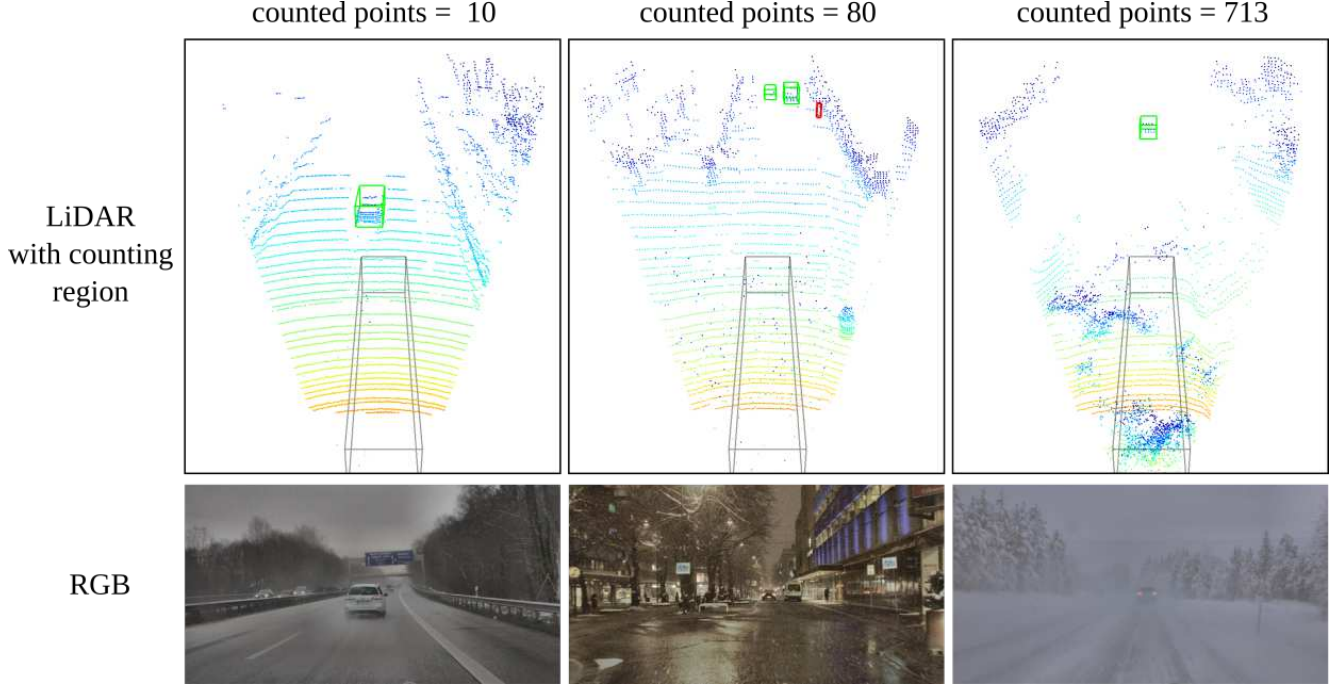 counted points = 10
counted points = 80
counted points = 713
LiDAR
with counting
region
RGB